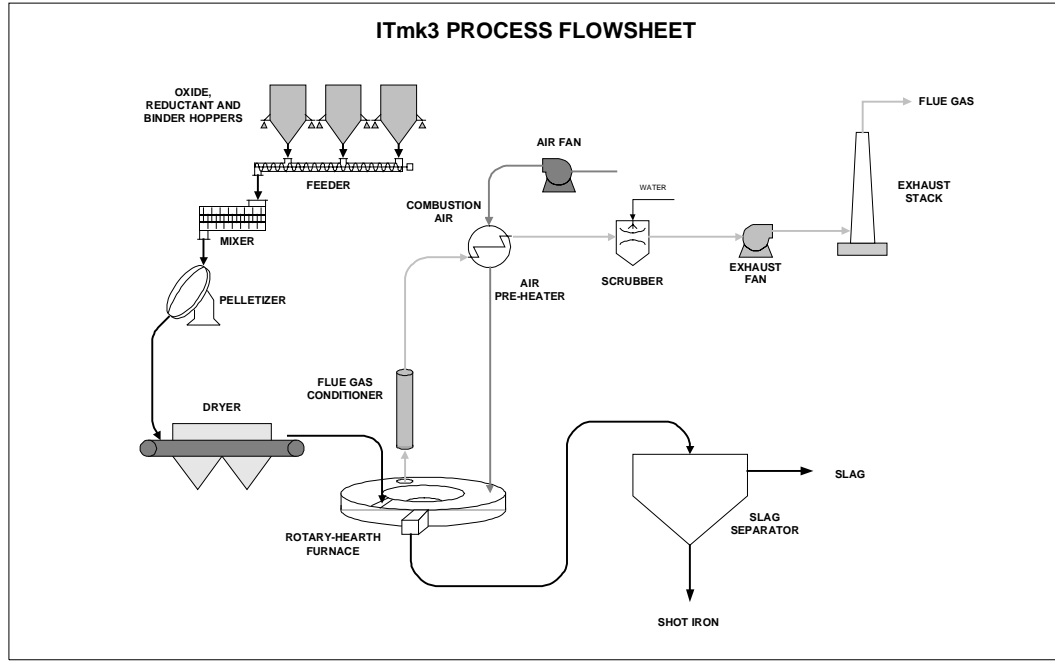 ITmk3 PROCESS FLOWSHEET
OXIDE,
REDUCTANT AND
BINDER HOPPERS
FEEDER
MIXER
PELLETIZER
DRYER
FLUE GAS
CONDITIONER
ROTARY-HEARTH
FURNACE
AIR FAN
COMBUSTION
AIR
AIR
PRE-HEATER
WATER
SCRUBBER
EXHAUST
FAN
EXHAUST
STACK
FLUE GAS
SLAG
SLAG
SEPARATOR
SHOT IRON